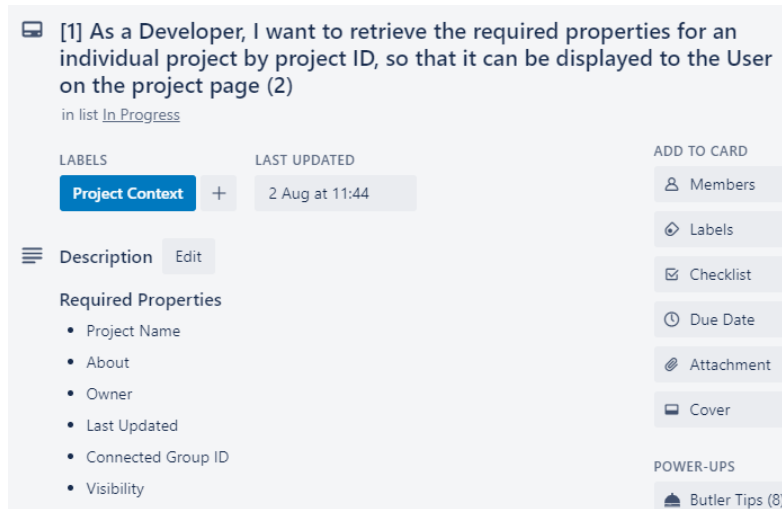 [1] As a Developer, I want to retrieve the required properties for an
individual project by project ID, so that it can be displayed to the User
on the project page (2)
in list In Progress
LABELS
LAST UPDATED
Project Context
+
2 Aug at 11:44
Description
Edit
Required Properties
• Project Name
• About
• Owner
• Last Updated
• Connected Group ID
• Visibility
ADD TO CARD
Members
Labels
Checklist
Due Date
Attachment
Cover
POWER-UPS
Butler Tips (8)